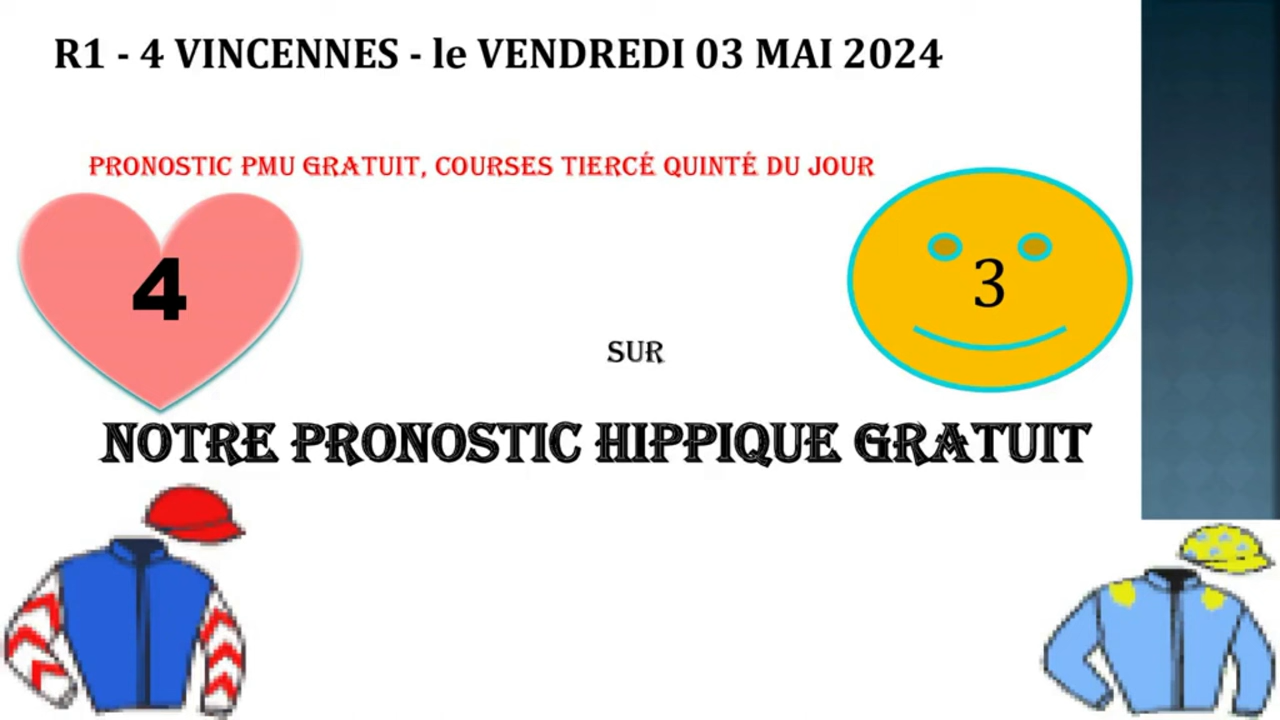 R1 - 4 VINCENNES - le VENDREDI 03 MAI 2024
PRONOSTIC PMU GRATUIT, COURSES TIERCÉ QUINTÉ DU JOUR
4
3
SUR
NOTRE PRONOSTIC HIPPIQUE GRATUIT